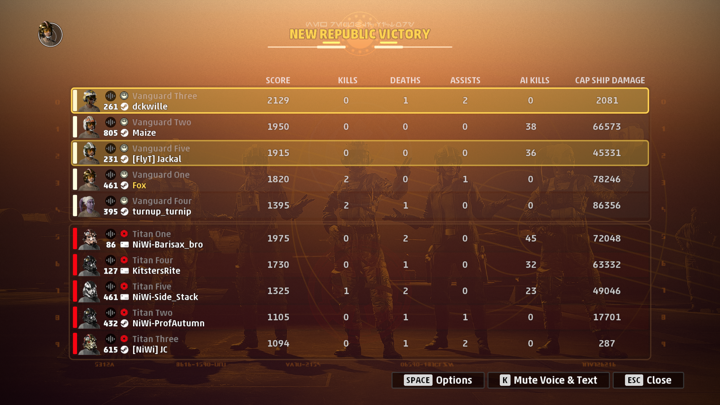 NEW REPUBLIC VICTORY
SCORE KILLS DEATHS ASSISTS AI KILLS CAP SHIP DAMAGE
Vanguard Three
261 dckwille 2129 0 1 2 0 2081
Vanguard Two
805 Maize 1950 0 0 0 38 66573
Vanguard Five
231 [FlyT] Jackal 1915 0 0 0 36 45331
Vanguard One
461 Fox 1820 2 0 1 0 78246
Vanguard Four
395 turnup_turnip 1395 2 1 0 0 86356
Titan One
86 NiWi-Barisax_bro 1975 0 2 0 45 72048
Titan Four
127 KitstersRite 1730 0 1 0 32 63332
Titan Five
461 NiWi-Side_Stack 1325 1 2 0 23 49046
Titan Two
432 NiWi-ProfAutumn 1105 0 1 1 0 17701
Titan Three
615 [NiWi] JC 1094 0 1 2 0 287
SPACE Options K Mute Voice & Text ESC Close